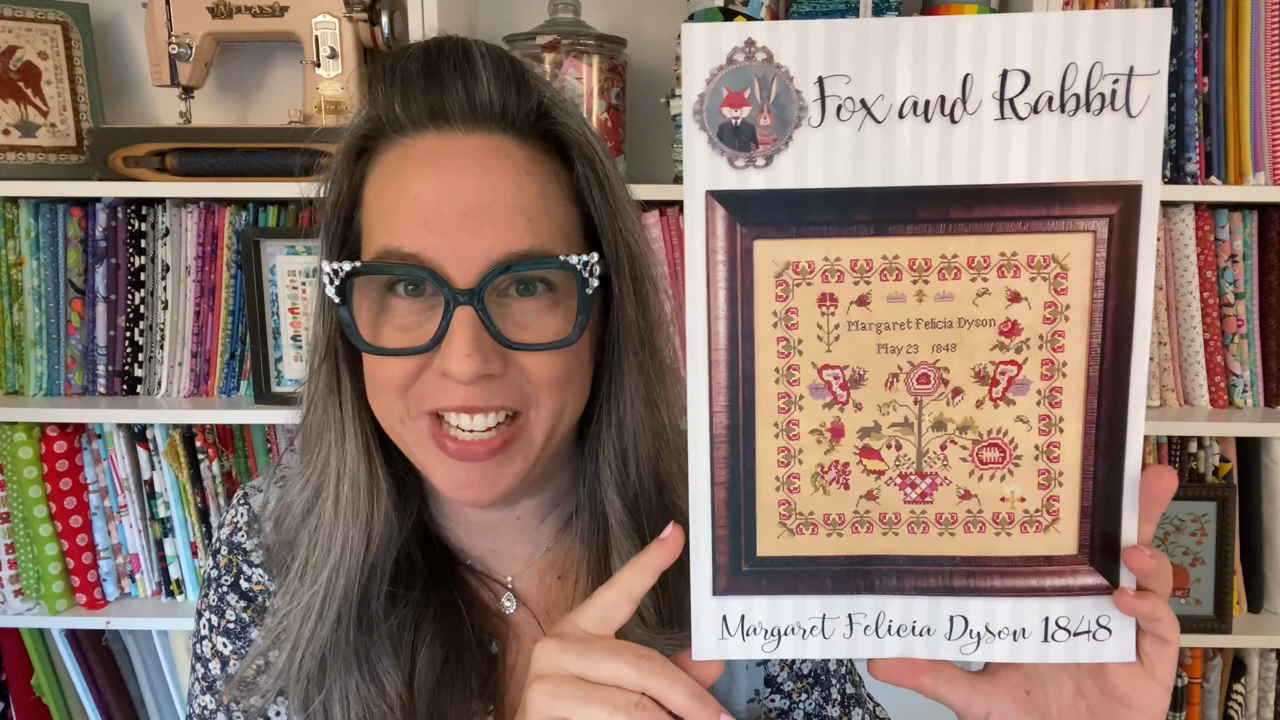 ATLAS
Fox and Rabbit
Margaret Felicia Dyson
May 23 1848
Margaret Felicia Dyson 1848